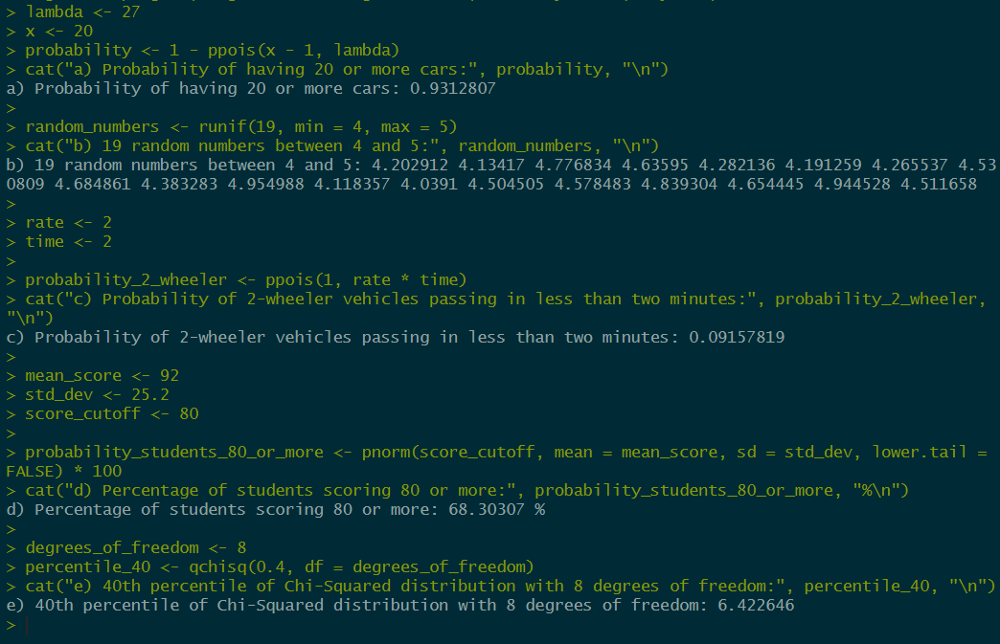 > lambda <- 27
> x <- 20
> probability <- 1 - ppois(x - 1, lambda)
> cat("a) Probability of having 20 or more cars:", probability, "\n")
a) Probability of having 20 or more cars: 0.9312807
>
> random_numbers <- runif(19, min = 4, max = 5)
> cat("b) 19 random numbers between 4 and 5:", random_numbers, "\n")
b) 19 random numbers between 4 and 5: 4.202912 4.13417 4.776834 4.63595 4.282136 4.191259 4.265537 4.53
0809 4.684861 4.383283 4.954988 4.118357 4.0391 4.504505 4.578483 4.839304 4.654445 4.944528 4.511658
>
> rate <- 2
> time <- 2
>
> probability_2_wheeler <- ppois(1, rate * time)
> cat("c) Probability of 2-wheeler vehicles passing in less than two minutes:", probability_2_wheeler,
"\n")
c) Probability of 2-wheeler vehicles passing in less than two minutes: 0.09157819
>
> mean_score <- 92
> std_dev <- 25.2
> score_cutoff <- 80
>
> probability_students_80_or_more <- pnorm(score_cutoff, mean = mean_score, sd = std_dev, lower.tail =
FALSE) * 100
> cat("d) Percentage of students scoring 80 or more:", probability_students_80_or_more, "%\n")
d) Percentage of students scoring 80 or more: 68.30307 %
>
> degrees_of_freedom <- 8
> percentile_40 <- qchisq(0.4, df = degrees_of_freedom)
> cat("e) 40th percentile of Chi-Squared distribution with 8 degrees of freedom:", percentile_40, "\n")
e) 40th percentile of Chi-Squared distribution with 8 degrees of freedom: 6.422646
>